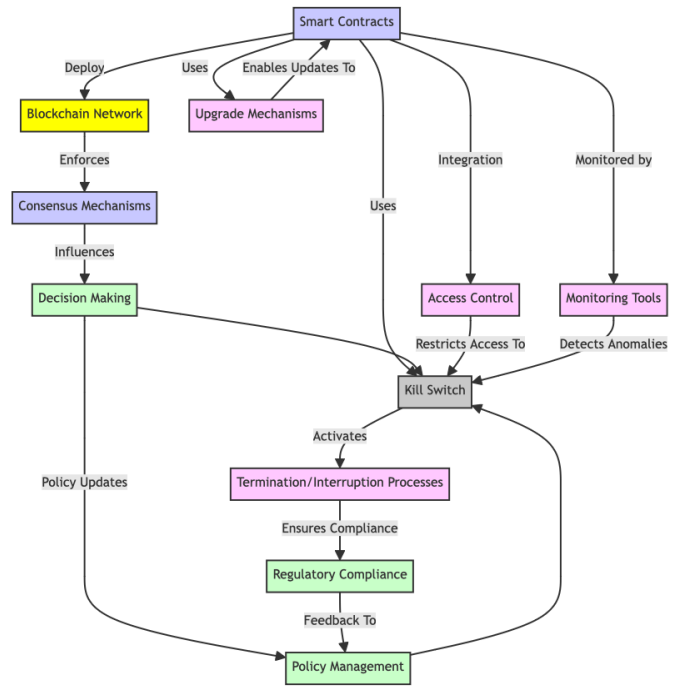 Smart Contracts
Deploy
Uses
Enables Updates To
Blockchain Network
Upgrade Mechanisms
Enforces
Integration
Monitored by
Consensus Mechanisms
Uses
Influences
Decision Making
Access Control
Monitoring Tools
Restricts Access To
Detects Anomalies
Kill Switch
Activates
Policy Updates
Termination/Interruption Processes
Ensures Compliance
Regulatory Compliance
Feedback To
Policy Management